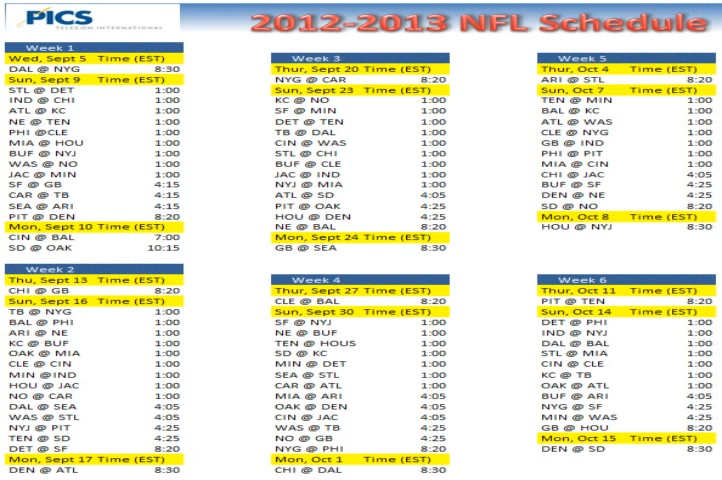 PICS
TELECOM INTERNATIONAL
2012-2013 NFL Schedule
Week 1
Wed, Sept 5 Time (EST)
DAL @ NYG 8:30
Sun, Sept 9 Time (EST)
STL @ DET 1:00
IND @ CHI 1:00
ATL @ KC 1:00
NE @ TEN 1:00
PHI @CLE 1:00
MIA @ HOU 1:00
BUF @ NYJ 1:00
WAS @ NO 1:00
JAC @ MIN 1:00
SF @ GB 4:15
CAR @ TB 4:15
SEA @ ARI 4:15
PIT @ DEN 8:20
Mon, Sept 10 Time (EST)
CIN @ BAL 7:00
SD @ OAK 10:15
Week 2
Thu, Sept 13 Time (EST)
CHI @ GB 8:20
Sun, Sept 16 Time (EST)
TB @ NYG 1:00
BAL @ PHI 1:00
ARI @ NE 1:00
KC @ BUF 1:00
OAK @ MIA 1:00
CLE @ CIN 1:00
MIN @IND 1:00
HOU @ JAC 1:00
NO @ CAR 1:00
DAL @ SEA 4:05
WAS @ STL 4:05
NYJ @ PIT 4:25
TEN @ SD 4:25
DET @ SF 8:20
Mon, Sept 17 Time (EST)
DEN @ ATL 8:30
Week 3
Thur, Sept 20 Time (EST)
NYG @ CAR 8:20
Sun, Sept 23 Time (EST)
KC @ NO 1:00
SF @ MIN 1:00
DET @ TEN 1:00
TB @ DAL 1:00
CIN @ WAS 1:00
STL @ CHI 1:00
BUF @ CLE 1:00
JAC @ IND 1:00
NYJ @ MIA 1:00
ATL @ SD 4:05
PIT @ OAK 4:25
HOU @ DEN 4:25
NE @ BAL 8:20
Mon, Sept 24 Time (EST)
GB @ SEA 8:30
Week 4
Thur, Sept 27 Time (EST)
CLE @ BAL 8:20
Sun, Sept 30 Time (EST)
SF @ NYJ 1:00
NE @ BUF 1:00
TEN @ HOUS 1:00
SD @ KC 1:00
MIN @ DET 1:00
SEA @ STL 1:00
CAR @ ATL 1:00
MIA @ ARI 4:05
OAK @ DEN 4:05
CIN @ JAC 4:05
WAS @ TB 4:25
NO @ GB 4:25
NYG @ PHI 8:20
Mon, Oct 1 Time (EST)
CHI @ DAL 8:30
Week 5
Thur, Oct 4 Time (EST)
ARI @ STL 8:20
Sun, Oct 7 Time (EST)
TEN @ MIN 1:00
BAL @ KC 1:00
ATL @ WAS 1:00
CLE @ NYG 1:00
GB @ IND 1:00
PHI @ PIT 1:00
MIA @ CIN 1:00
CHI @ JAC 4:05
BUF @ SF 4:25
DEN @ NE 4:25
SD @ NO 8:20
Mon, Oct 8 Time (EST)
HOU @ NYJ 8:30
Week 6
Thur, Oct 11 Time (EST)
PIT @ TEN 8:20
Sun, Oct 14 Time (EST)
DET @ PHI 1:00
IND @ NYJ 1:00
DAL @ BAL 1:00
STL @ MIA 1:00
CIN @ CLE 1:00
KC @ TB 1:00
OAK @ ATL 1:00
BUF @ ARI 4:05
NYG @ SF 4:25
MIN @ WAS 4:25
GB @ HOU 8:20
Mon, Oct 15 Time (EST)
DEN @ SD 8:30